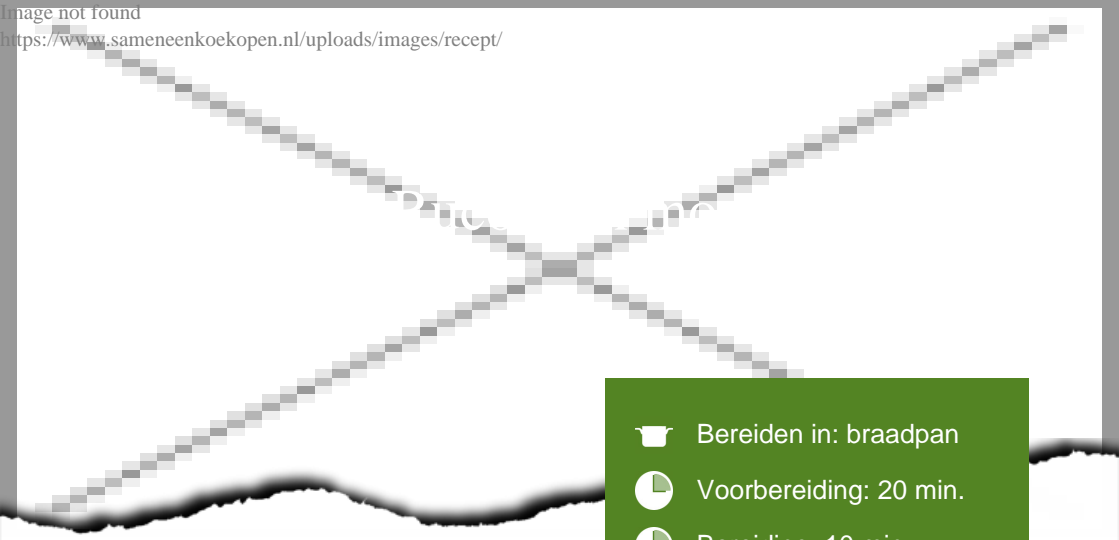 Image not found
https://www.sameneenkoekopen.nl/uploads/images/recept/
Bereiden in: braadpan
Voorbereiding: 20 min.